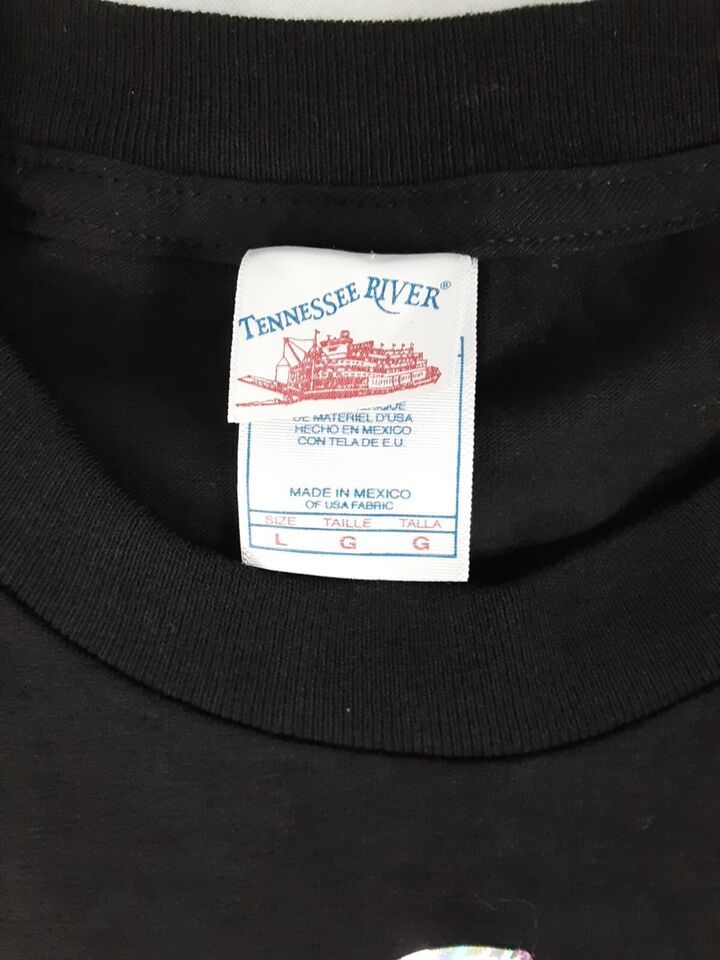 TENNESSEE RIVER®
DE MATERIEL D'USA
HECHO EN MEXICO
CON TELA DE E.U.
MADE IN MEXICO
OF USA FABRIC
SIZE TAILLE TALLA
L G G